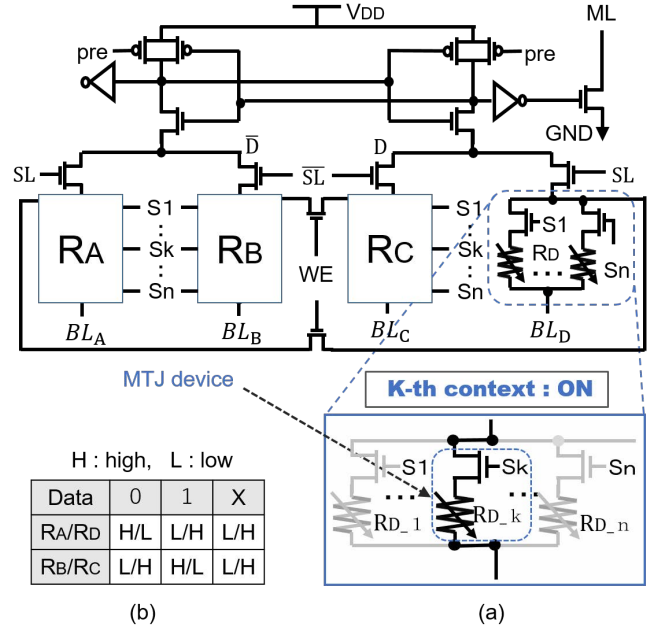 VDD
ML
pre
pre
GND
D̅
D
SL
S̅L̅
SL
RA
S1
Sk
Sn
RB
WE
RC
S1
Sk
Sn
S1
RD
Sn
BLA
BLB
BLC
BLD
MTJ device
K-th context : ON
H : high, L : low
S1
Sk
Sn
RD_1
RD_k
RD_n
Data 0 1 X
RA/RD H/L L/H L/H
RB/RC L/H H/L L/H
(b)
(a)